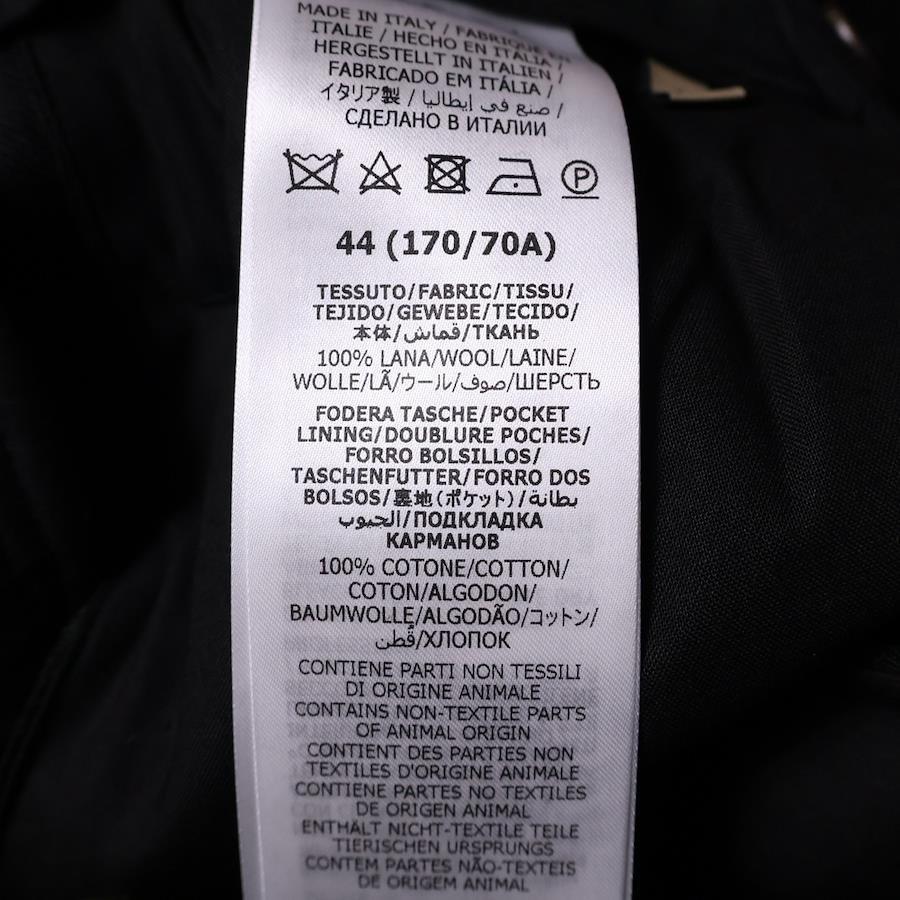 MADE IN ITALY / FABRIQUÉ EN
ITALIE / HECHO EN ITALIA /
HERGESTELLT IN ITALIEN /
FABRICADO EM ITÁLIA /
イタリア製 / صنع في إيطاليا /
СДЕЛАНО В ИТАЛИИ
P
44 (170/70A)
TESSUTO/FABRIC/TISSU/
TEJIDO/GEWEBE/TECIDO/
本体/قماش/ТКАНЬ
100% LANA/WOOL/LAINE/
WOLLE/LÃ/ウール/صوف/ШЕРСТЬ
FODERA TASCHE/POCKET
LINING/DOUBLURE POCHES/
FORRO BOLSILLOS/
TASCHENFUTTER/FORRO DOS
BOLSOS/裏地(ポケット)/بطانة
الجيوب/ПОДКЛАДКА
КАРМАНОВ
100% COTONE/COTTON/
COTON/ALGODON/
BAUMWOLLE/ALGODÃO/コットン/
قُطن/ХЛОПОК
CONTIENE PARTI NON TESSILI
DI ORIGINE ANIMALE
CONTAINS NON-TEXTILE PARTS
OF ANIMAL ORIGIN
CONTIENT DES PARTIES NON
TEXTILES D'ORIGINE ANIMALE
CONTIENE PARTES NO TEXTILES
DE ORIGEN ANIMAL
ENTHÄLT NICHT-TEXTILE TEILE
TIERISCHEN URSPRUNGS
CONTEM PARTES NÃO-TEXTEIS
DE ORIGEM ANIMAL